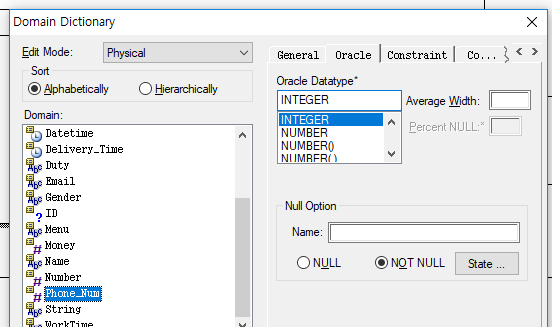 Domain Dictionary
Edit Mode: Physical
Sort
Alphabetically Hierarchically
Domain:
Datetime
Delivery_Time
Duty
Email
Gender
ID
Menu
Money
Name
Number
Phone_Num
String
WorkTime
General Oracle Constraint Co...
Oracle Datatype*
INTEGER
Average Width:
INTEGER
NUMBER
NUMBER()
NUMBER(,)
Percent NULL:*
Null Option
Name:
NULL NOT NULL State ...